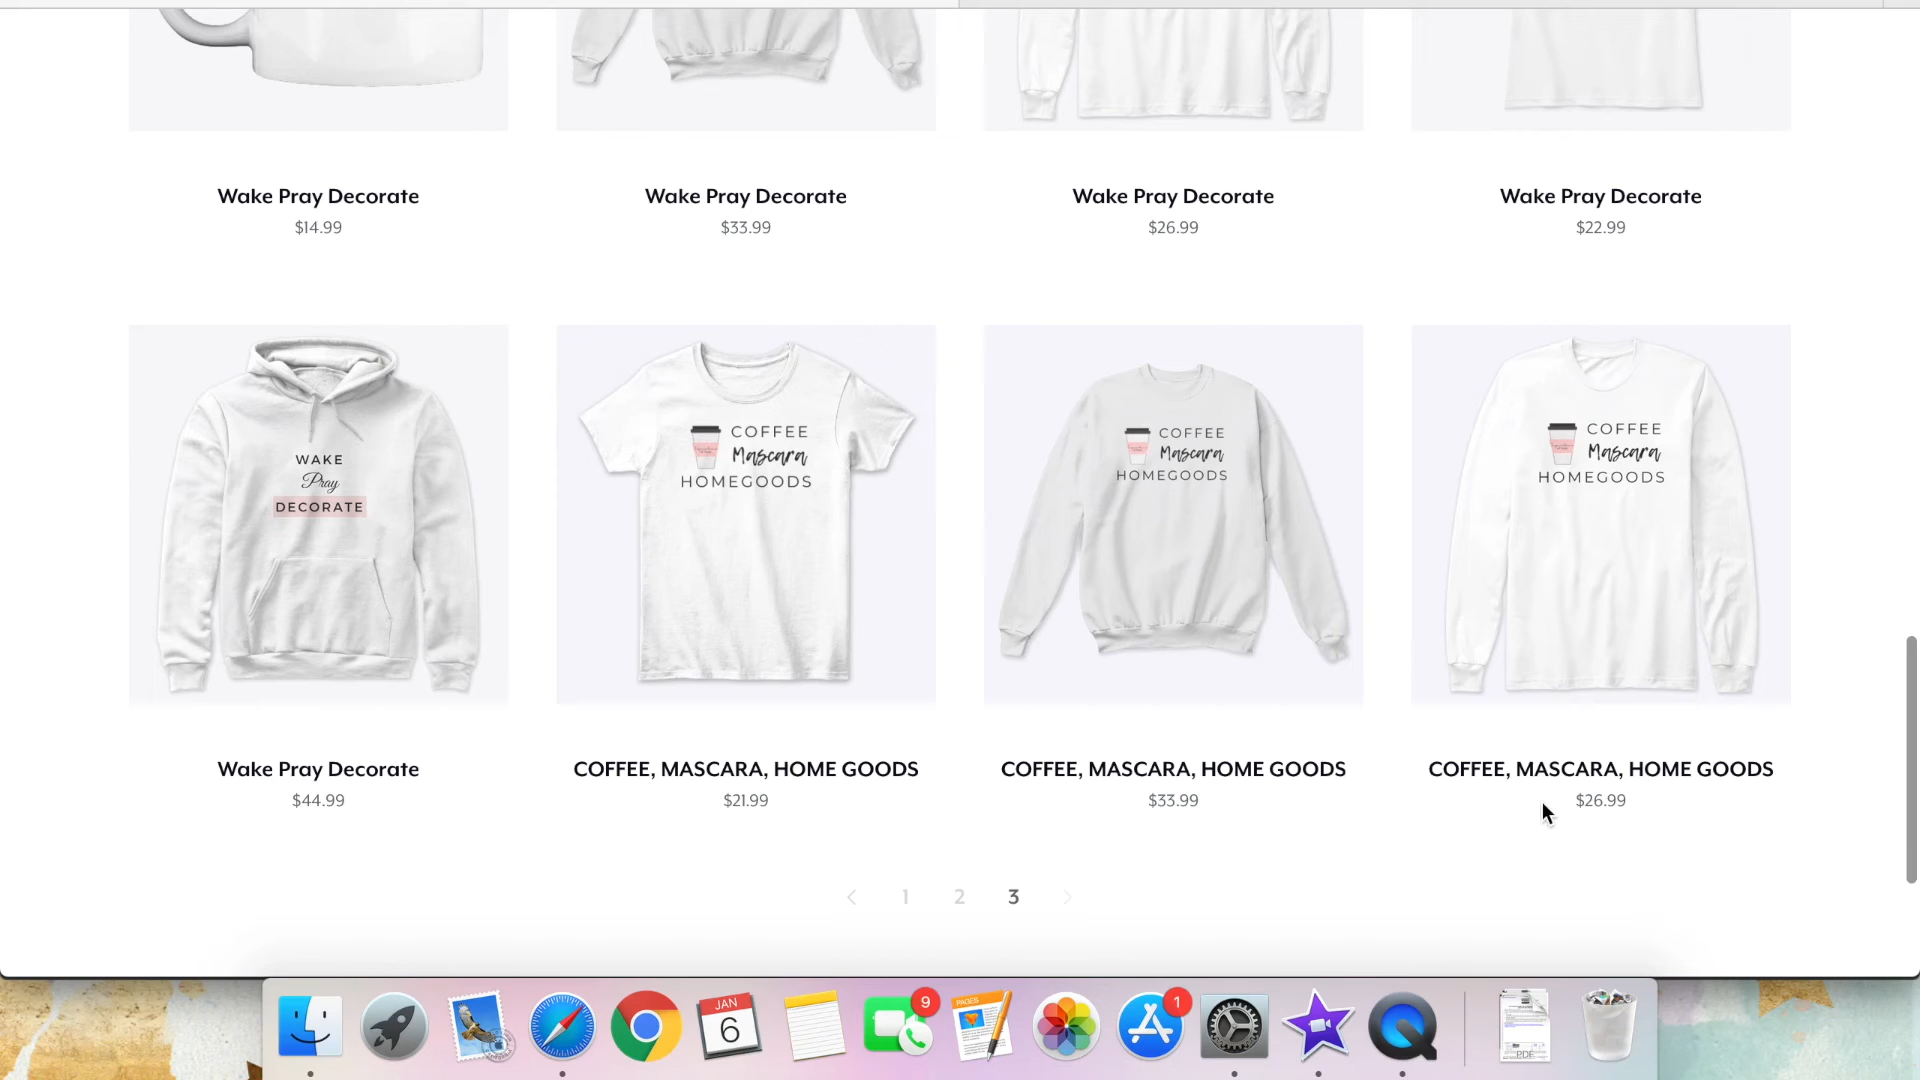 Wake Pray Decorate
$14.99
Wake Pray Decorate
$33.99
Wake Pray Decorate
$26.99
Wake Pray Decorate
$22.99
WAKE
Pray
DECORATE
Wake Pray Decorate
$44.99
COFFEE
Mascara
HOMEGOODS
COFFEE, MASCARA, HOME GOODS
$21.99
COFFEE
Mascara
HOMEGOODS
COFFEE, MASCARA, HOME GOODS
$33.99
COFFEE
Mascara
HOMEGOODS
COFFEE, MASCARA, HOME GOODS
$26.99
1 2 3
JAN
6
9
PAGES
1
PDF